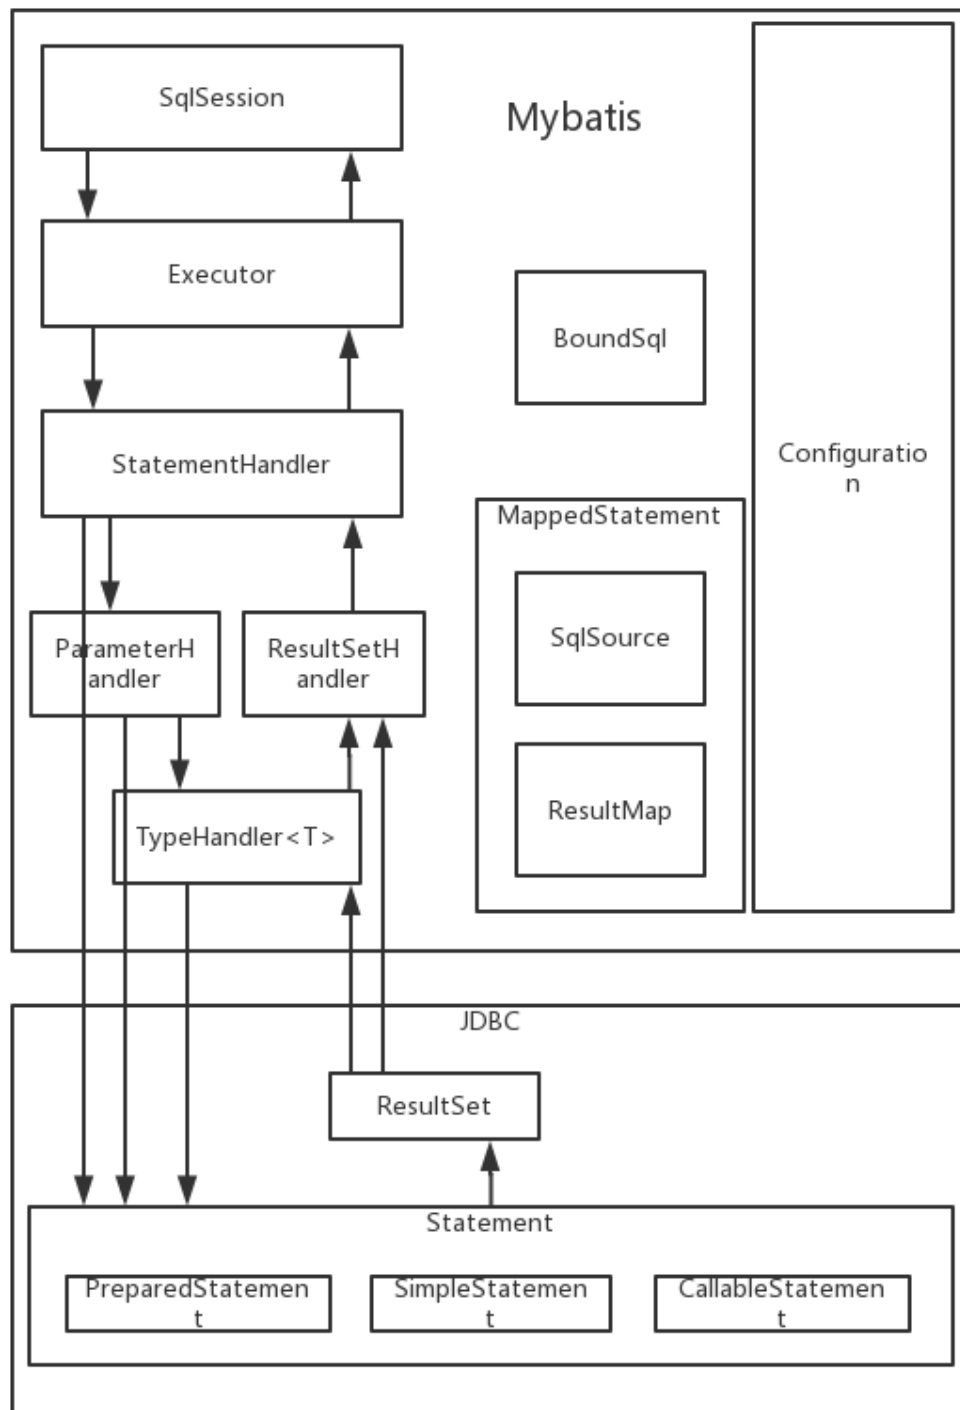 SqlSession
Mybatis
Executor
BoundSql
Configuratio
n
StatementHandler
MappedStatement
ParameterH
andler
ResultSetH
andler
SqlSource
TypeHandler<T>
ResultMap
JDBC
ResultSet
Statement
PreparedStatemen
t
SimpleStatemen
t
CallableStatemen
t